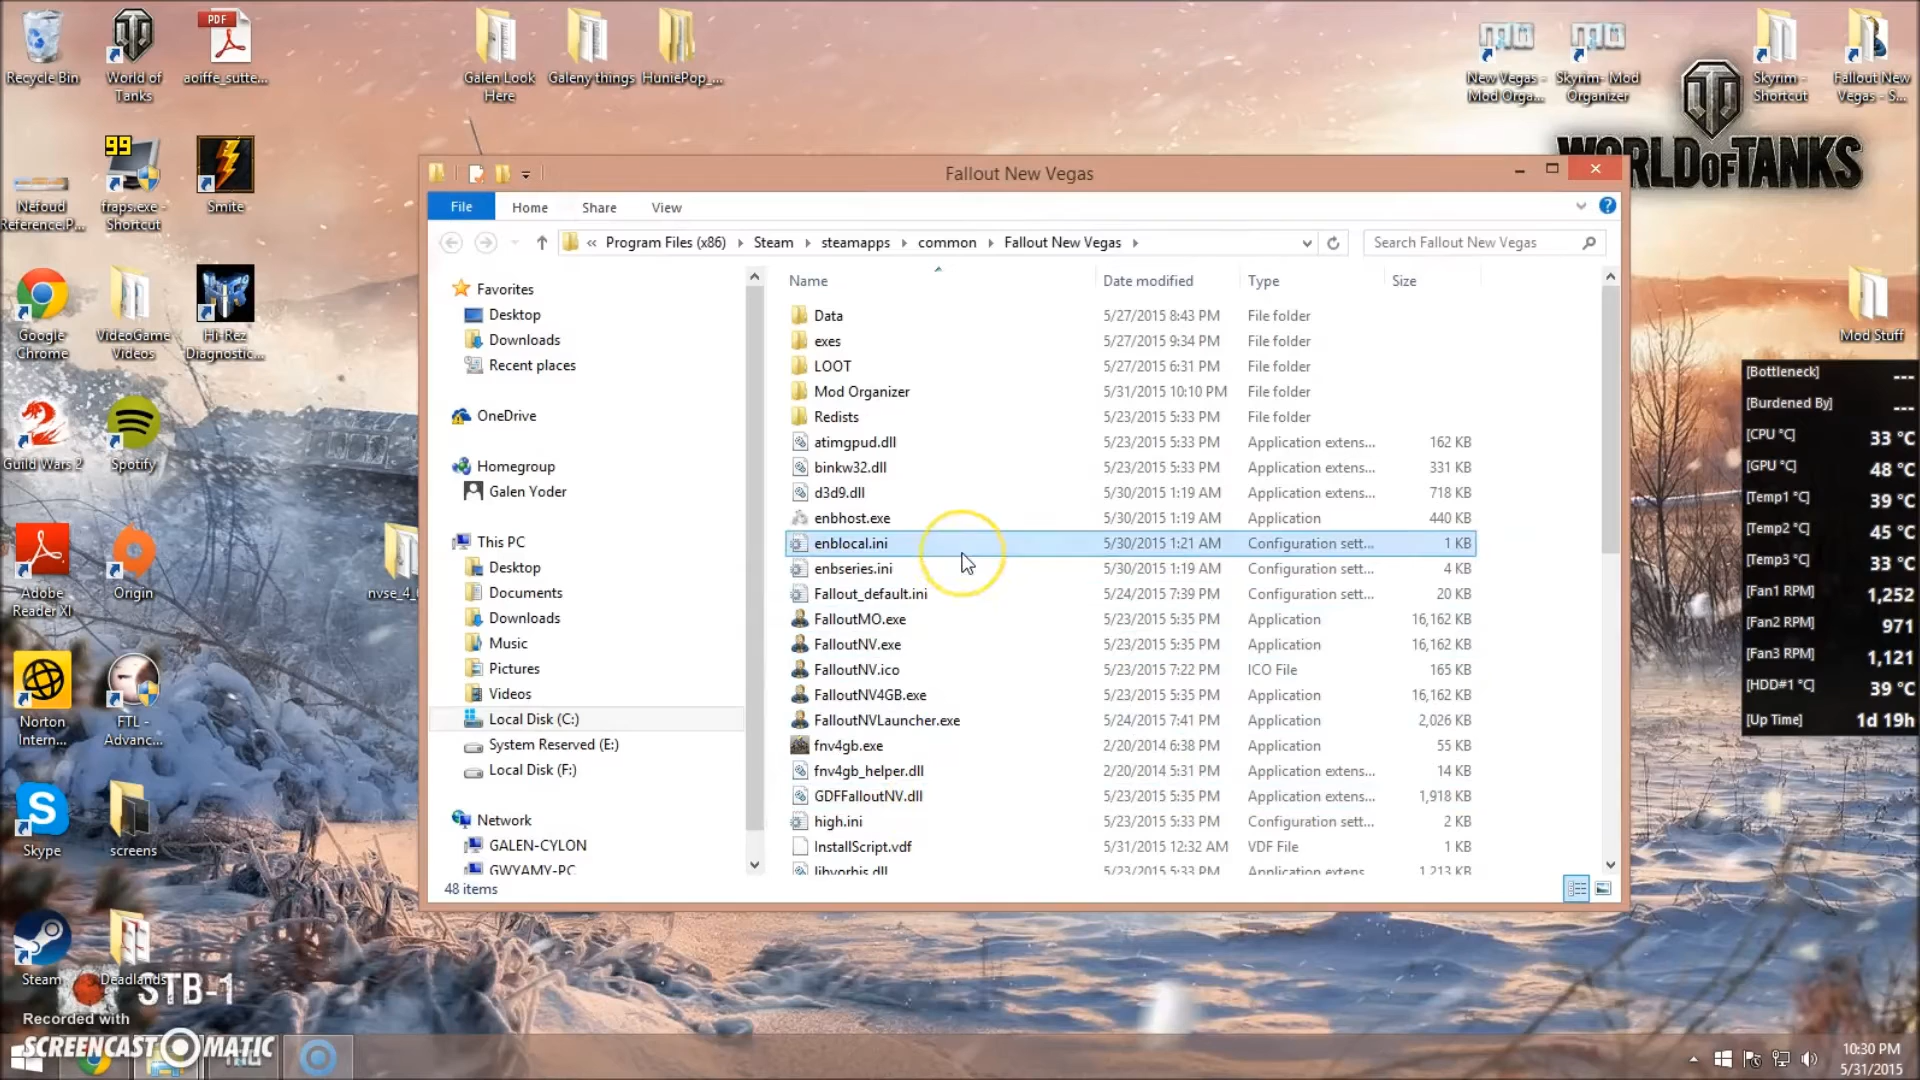 Recycle Bin
World of
Tanks
PDF
aoiffe_sutte...
Galen Look
Here
Galeny things
HuniePop_...
New Vegas -
Mod Orga...
Skyrim- Mod
Organizer
Skyrim -
Shortcut
Fallout New
Vegas - S...
WORLD OF TANKS
Nefoud
Reference.P...
99
fraps.exe -
Shortcut
Smite
Google
Chrome
VideoGame
Videos
Hi-Rez
Diagnostic...
Guild Wars 2
Spotify
Adobe
Reader XI
Origin
Norton
Intern...
FTL -
Advanc...
Skype
screens
Steam
Deadlands
STB-1
Recorded with
SCREENCAST MATIC
Mod Stuff
Fallout New Vegas
File
Home
Share
View
« Program Files (x86) Steam steamapps common Fallout New Vegas
Search Fallout New Vegas
Favorites
Desktop
Downloads
Recent places
OneDrive
Homegroup
Galen Yoder
This PC
Desktop
Documents
Downloads
Music
Pictures
Videos
Local Disk (C:)
System Reserved (E:)
Local Disk (F:)
Network
GALEN-CYLON
GWYAMY-PC
Name Date modified Type Size
Data 5/27/2015 8:43 PM File folder
exes 5/27/2015 9:34 PM File folder
LOOT 5/27/2015 6:31 PM File folder
Mod Organizer 5/31/2015 10:10 PM File folder
Redists 5/23/2015 5:33 PM File folder
atimgpud.dll 5/23/2015 5:33 PM Application extens... 162 KB
binkw32.dll 5/23/2015 5:33 PM Application extens... 331 KB
d3d9.dll 5/30/2015 1:19 AM Application extens... 718 KB
enbhost.exe 5/30/2015 1:19 AM Application 440 KB
enblocal.ini 5/30/2015 1:21 AM Configuration sett... 1 KB
enbseries.ini 5/30/2015 1:19 AM Configuration sett... 4 KB
Fallout_default.ini 5/24/2015 7:39 PM Configuration sett... 20 KB
FalloutMO.exe 5/23/2015 5:35 PM Application 16,162 KB
FalloutNV.exe 5/23/2015 5:35 PM Application 16,162 KB
FalloutNV.ico 5/23/2015 7:22 PM ICO File 165 KB
FalloutNV4GB.exe 5/23/2015 5:35 PM Application 16,162 KB
FalloutNVLauncher.exe 5/24/2015 7:41 PM Application 2,026 KB
fnv4gb.exe 2/20/2014 6:38 PM Application 55 KB
fnv4gb_helper.dll 2/20/2014 5:31 PM Application extens... 14 KB
GDFFalloutNV.dll 5/23/2015 5:35 PM Application extens... 1,918 KB
high.ini 5/23/2015 5:33 PM Configuration sett... 2 KB
InstallScript.vdf 5/31/2015 12:32 AM VDF File 1 KB
libvorbis.dll 5/23/2015 5:33 PM Application extens... 1,213 KB
48 items
[Bottleneck] ---
[Burdened By] ---
[CPU °C] 33 °C
[GPU °C] 48 °C
[Temp1 °C] 39 °C
[Temp2 °C] 45 °C
[Temp3 °C] 33 °C
[Fan1 RPM] 1,252
[Fan2 RPM] 971
[Fan3 RPM] 1,121
[HDD#1 °C] 39 °C
[Up Time] 1d 19h
10:30 PM
5/31/2015